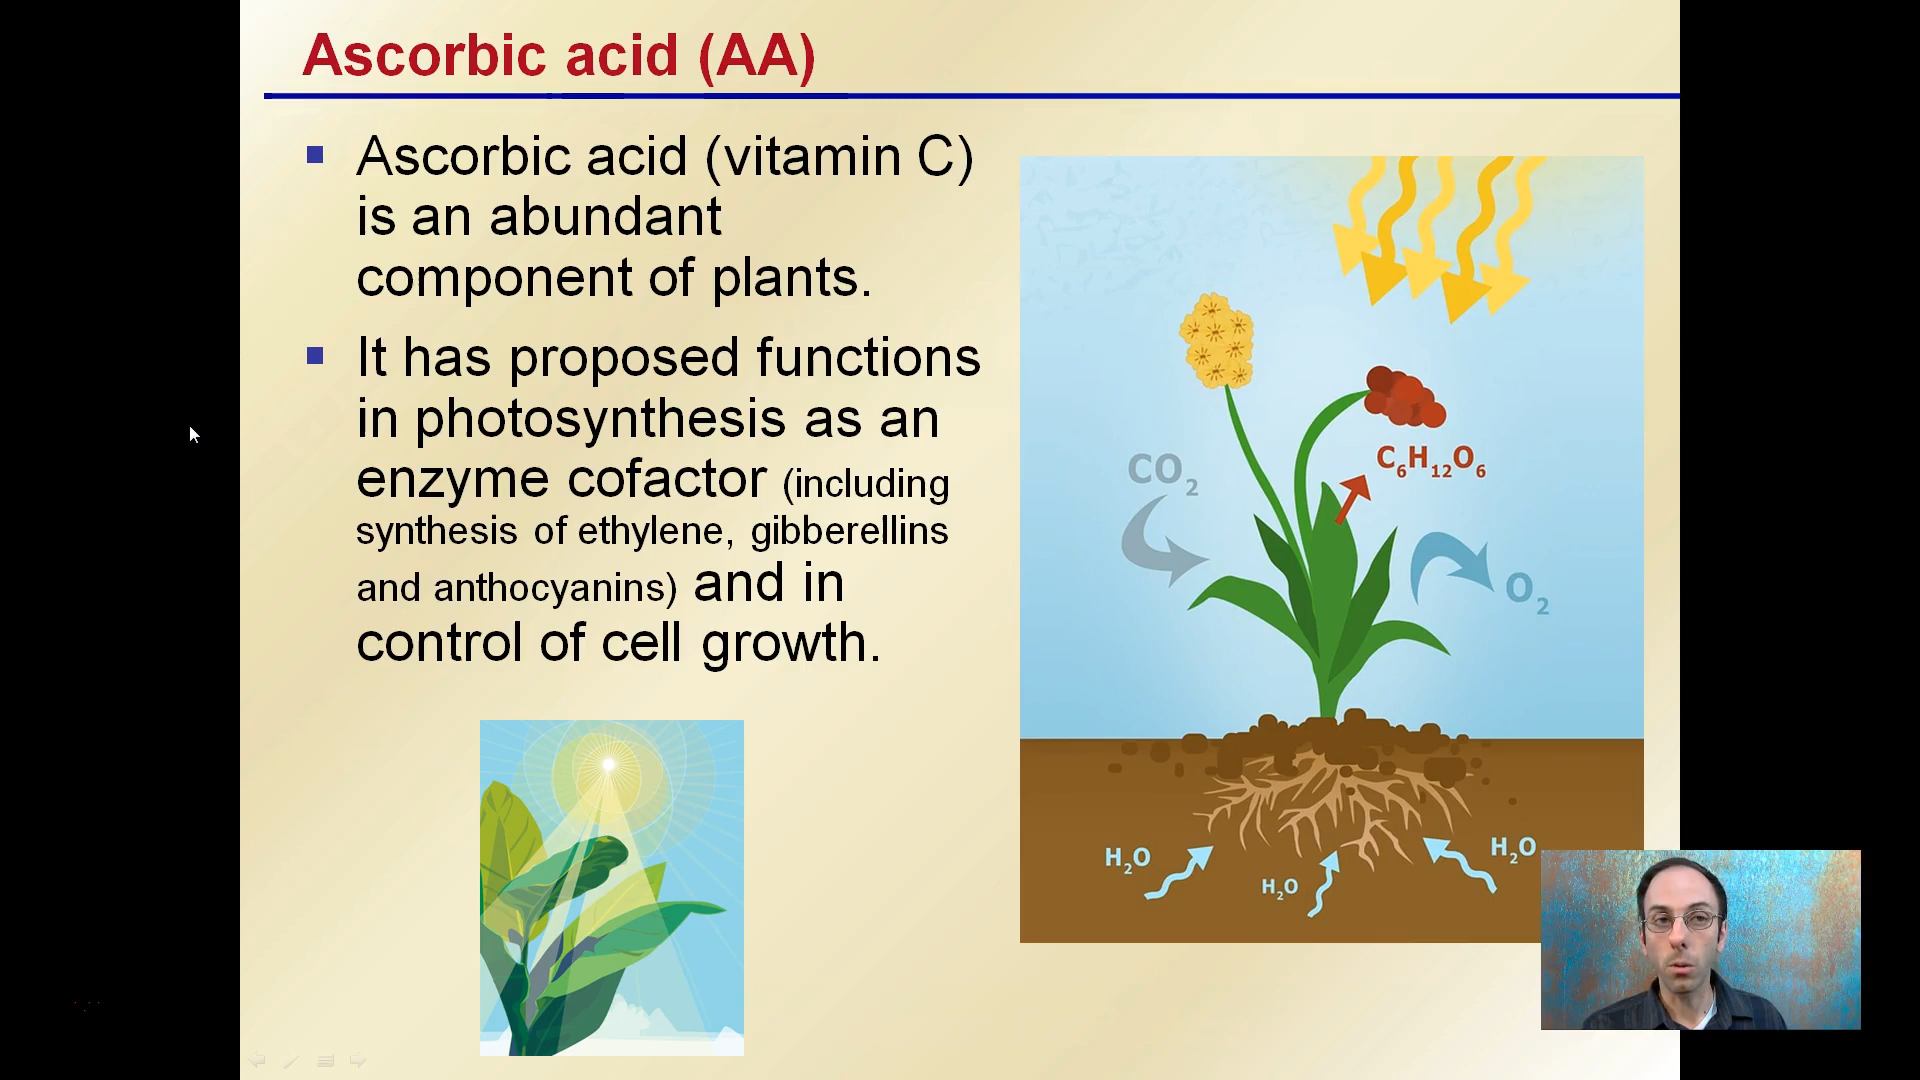 Ascorbic acid (AA)
Ascorbic acid (vitamin C)
is an abundant
component of plants.
It has proposed functions
in photosynthesis as an
enzyme cofactor (including
synthesis of ethylene, gibberellins
and anthocyanins) and in
control of cell growth.
CO₂
C₆H₁₂O₆
O₂
H₂O
H₂O
H₂O